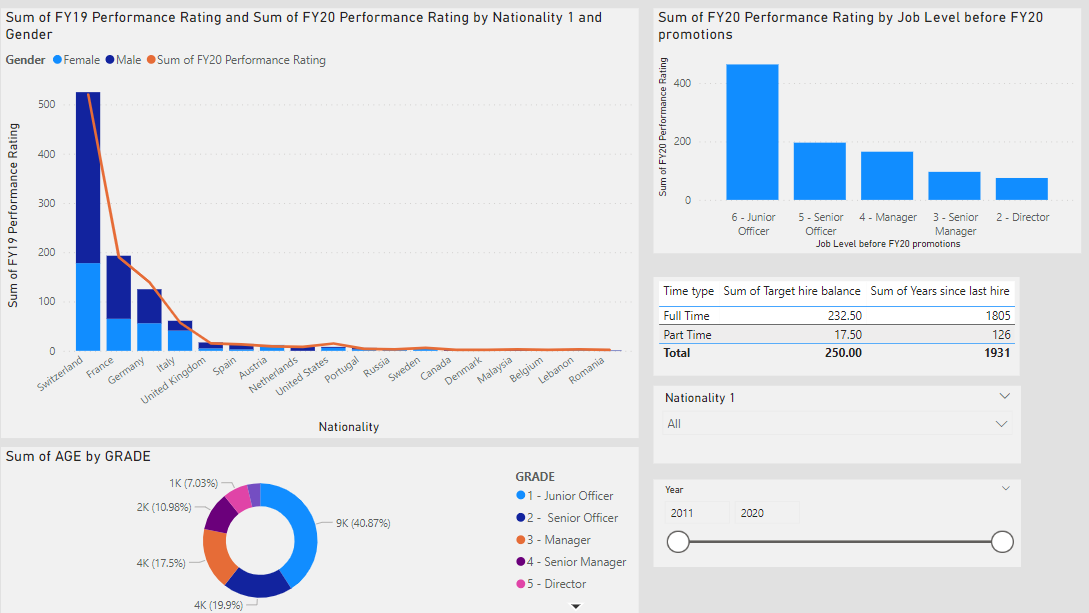 Sum of FY19 Performance Rating and Sum of FY20 Performance Rating by Nationality 1 and
Gender
Gender Female Male Sum of FY20 Performance Rating
Sum of FY19 Performance Rating
500
400
300
200
100
0
Switzerland
France
Germany
Italy
United Kingdom
Spain
Austria
Netherlands
United States
Portugal
Russia
Sweden
Canada
Denmark
Malaysia
Belgium
Lebanon
Romania
Nationality
Sum of FY20 Performance Rating by Job Level before FY20
promotions
Sum of FY20 Performance Rating
400
200
0
6 - Junior
Officer
5 - Senior
Officer
4 - Manager
3 - Senior
Manager
2 - Director
Job Level before FY20 promotions
Time type Sum of Target hire balance Sum of Years since last hire
Full Time 232.50 1805
Part Time 17.50 126
Total 250.00 1931
Nationality 1
All
Year
2011 2020
Sum of AGE by GRADE
1K (7.03%)
2K (10.98%)
4K (17.5%)
4K (19.9%)
9K (40.87%)
GRADE
1 - Junior Officer
2 - Senior Officer
3 - Manager
4 - Senior Manager
5 - Director